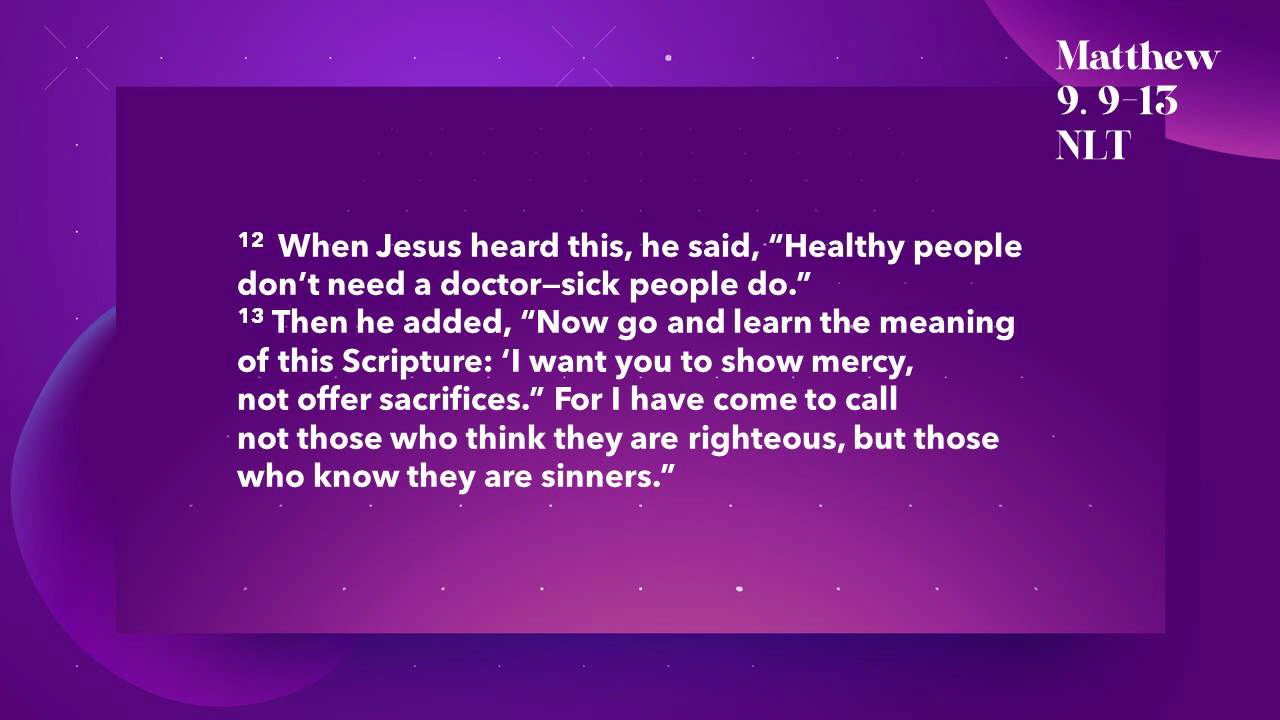 Matthew
9. 9-13
NLT
12 When Jesus heard this, he said, “Healthy people
don’t need a doctor—sick people do.”
13 Then he added, “Now go and learn the meaning
of this Scripture: ‘I want you to show mercy,
not offer sacrifices.” For I have come to call
not those who think they are righteous, but those
who know they are sinners.”